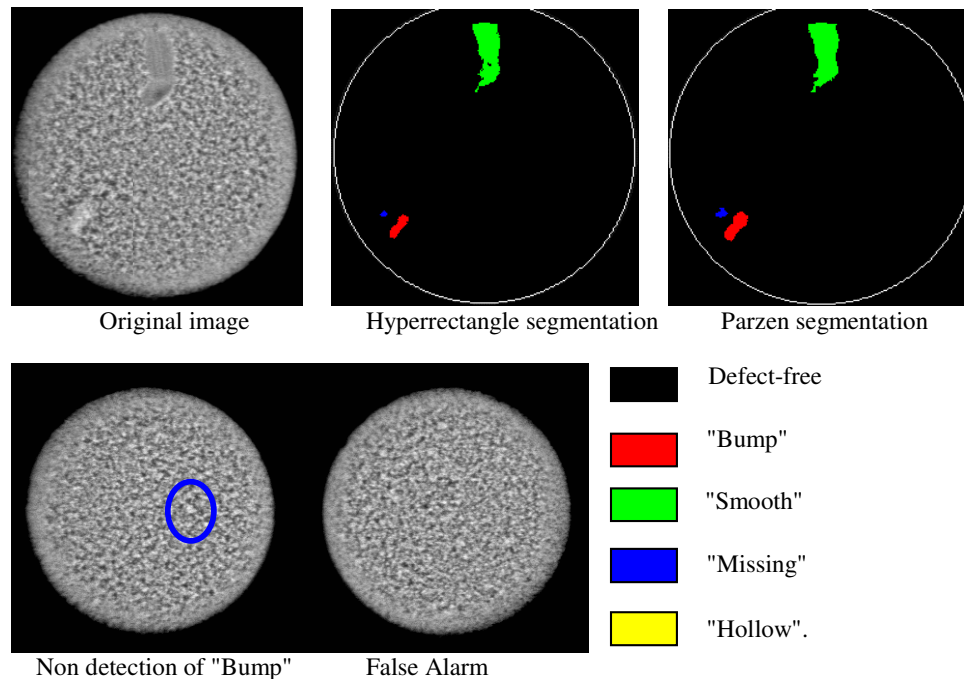 Original image
Hyperrectangle segmentation
Parzen segmentation
Defect-free
"Bump"
"Smooth"
"Missing"
"Hollow".
Non detection of "Bump"
False Alarm